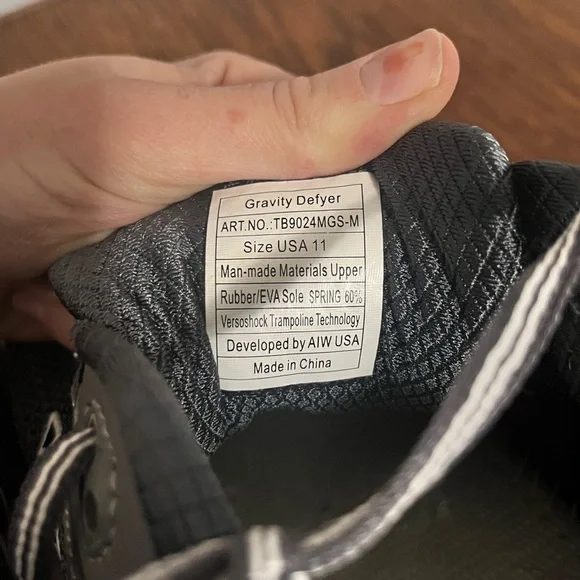 Gravity Defyer
ART.NO.:TB9024MGS-M
Size USA 11
Man-made Materials Upper
Rubber/EVA Sole SPRING 60%
Versoshock Trampoline Technology
Developed by AIW USA
Made in China